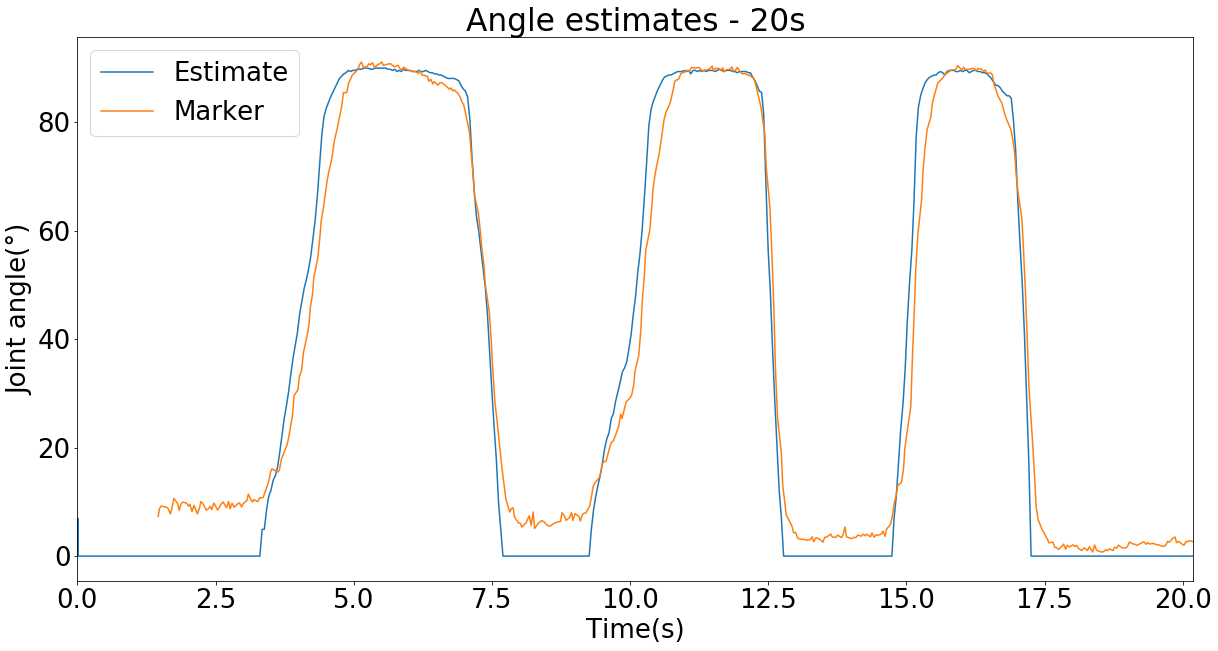 Angle estimates - 20s
Estimate
Marker
Joint angle(°)
80
60
40
20
0
0.0 2.5 5.0 7.5 10.0 12.5 15.0 17.5 20.0
Time(s)